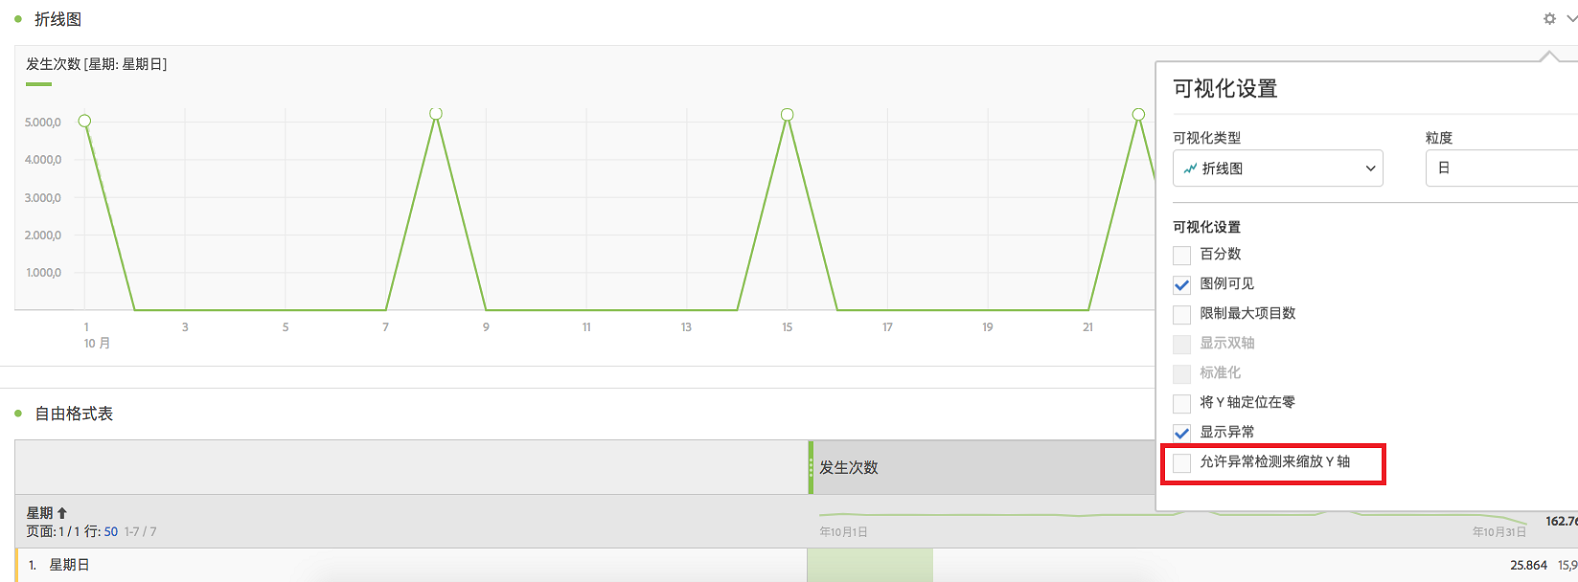 折线图
发生次数 [星期: 星期日]
5.000,0
4.000,0
3.000,0
2.000,0
1.000,0
1 3 5 7 9 11 13 15 17 19 21
10 月
可视化设置
可视化类型 粒度
折线图 日
可视化设置
百分数
图例可见
限制最大项目数
显示双轴
标准化
将 Y 轴定位在零
显示异常
允许异常检测来缩放 Y 轴
自由格式表
发生次数
星期
页面: 1 / 1 行: 50 1-7 / 7
年10月1日 年10月31日 162.76
1. 星期日 25.864 15,9